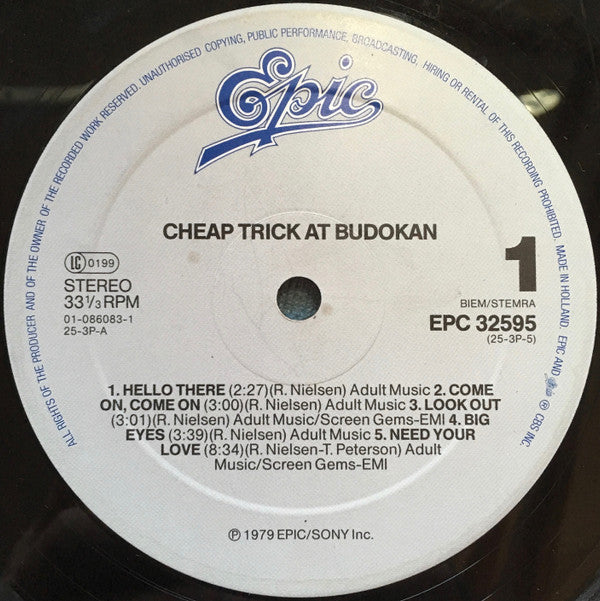 ALL RIGHTS OF THE PRODUCER AND OF THE OWNER OF THE RECORDED WORK RESERVED. UNAUTHORISED COPYING, PUBLIC PERFORMANCE, BROADCASTING, HIRING OR RENTAL OF THIS RECORDING PROHIBITED. MADE IN HOLLAND. EPIC AND Epic ® CBS INC.
Epic
CHEAP TRICK AT BUDOKAN
LC 0199
STEREO
33 1/3 RPM
01-086083-1
25-3P-A
1
BIEM/STEMRA
EPC 32595
(25-3P-5)
1. HELLO THERE (2:27)(R. Nielsen) Adult Music 2. COME
ON, COME ON (3:00)(R. Nielsen) Adult Music 3. LOOK OUT
(3:01)(R. Nielsen) Adult Music/Screen Gems-EMI 4. BIG
EYES (3:39)(R. Nielsen) Adult Music 5. NEED YOUR
LOVE (8:34)(R. Nielsen-T. Peterson) Adult
Music/Screen Gems-EMI
℗ 1979 EPIC/SONY Inc.